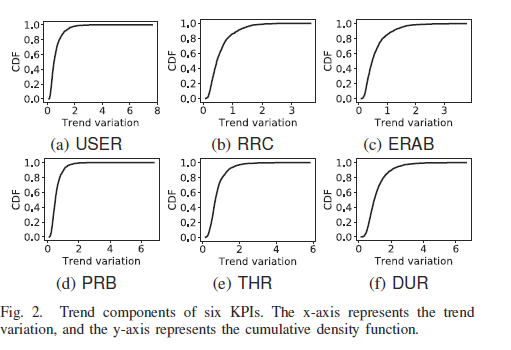 1.0
0.8
0.6
0.4
0.2
0.0
CDF
0 2 4 6 8
Trend variation
(a) USER
1.0
0.8
0.6
0.4
0.2
0.0
CDF
0 1 2 3
Trend variation
(b) RRC
1.0
0.8
0.6
0.4
0.2
0.0
CDF
0 1 2 3
Trend variation
(c) ERAB
1.0
0.8
0.6
0.4
0.2
0.0
CDF
0 2 4 6
Trend variation
(d) PRB
1.0
0.8
0.6
0.4
0.2
0.0
CDF
0 2 4 6
Trend variation
(e) THR
1.0
0.8
0.6
0.4
0.2
0.0
CDF
0 2 4 6
Trend variation
(f) DUR
Fig. 2. Trend components of six KPIs. The x-axis represents the trend
variation, and the y-axis represents the cumulative density function.